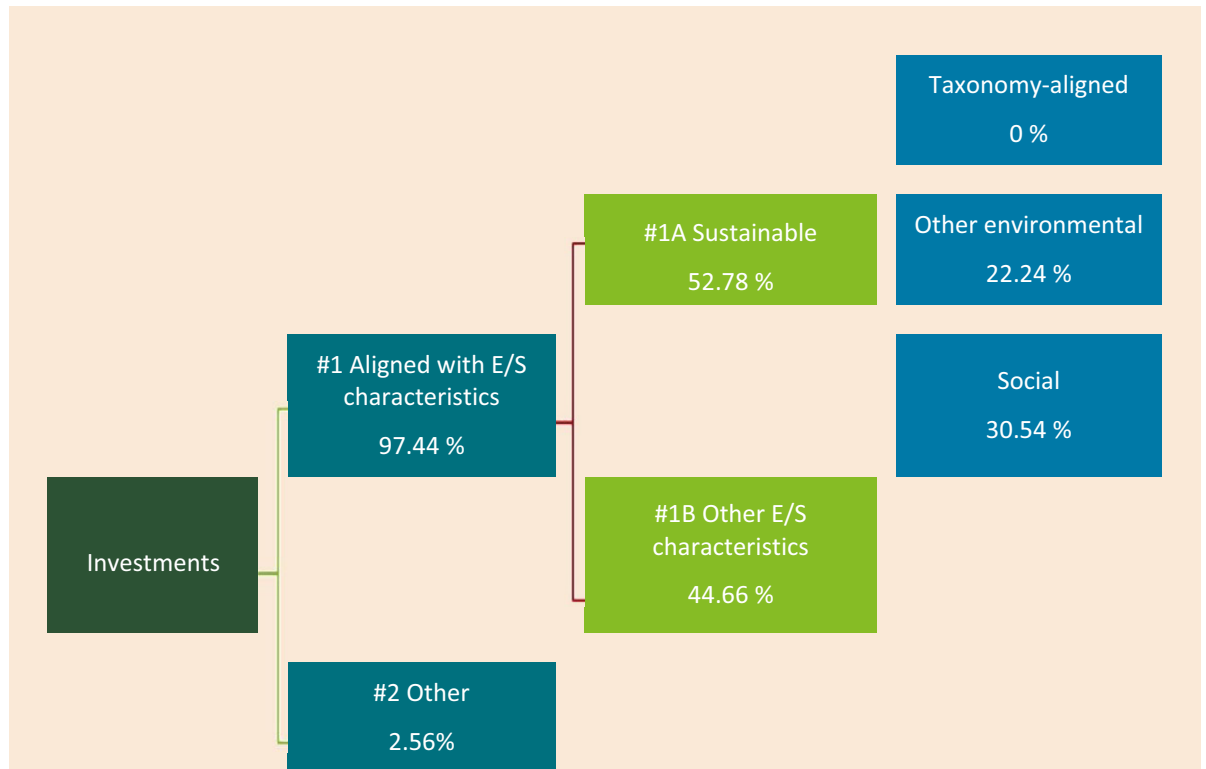 Taxonomy-aligned
0 %
#1A Sustainable
52.78 %
Other environmental
22.24 %
#1 Aligned with E/S
characteristics
97.44 %
Social
30.54 %
Investments
#1B Other E/S
characteristics
44.66 %
#2 Other
2.56%